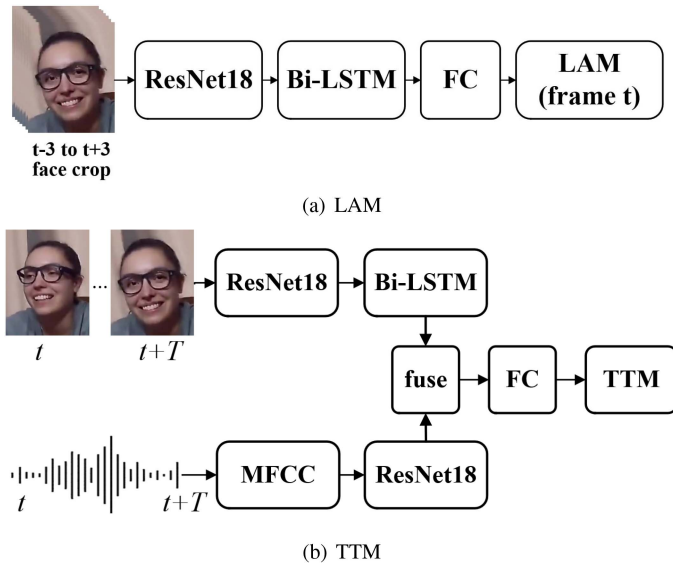 ResNet18
Bi-LSTM
FC
LAM
(frame t)
t-3 to t+3
face crop
(a) LAM
...
ResNet18
Bi-LSTM
t
t+T
fuse
FC
TTM
MFCC
ResNet18
t
t+T
(b) TTM